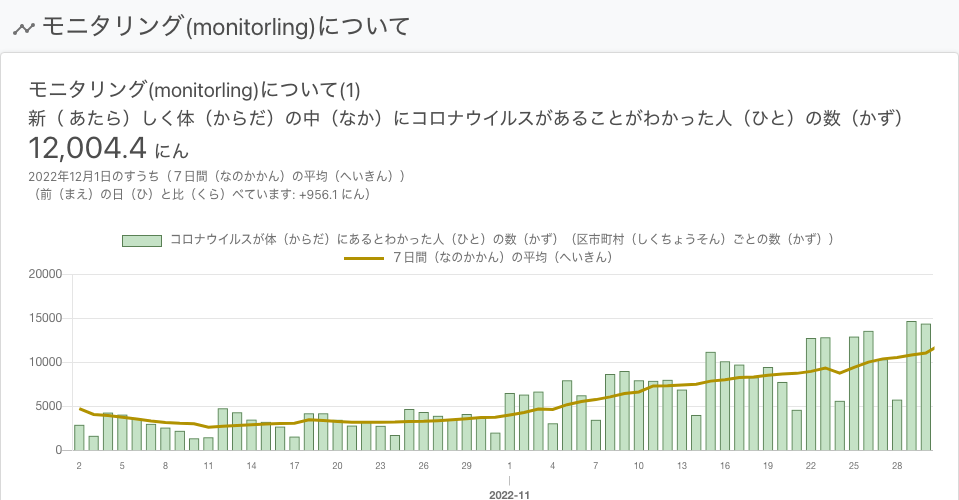 モニタリング(monitorling)について
モニタリング(monitorling)について(1)
新（ あたら）しく体（からだ）の中（なか）にコロナウイルスがあることがわかった人（ひと）の数（かず）
12,004.4 にん
2022年12月1日のすうち（７日間（なのかかん）の平均（へいきん））
（前（まえ）の日（ひ）と比（くら）べています: +956.1 にん）
コロナウイルスが体（からだ）にあるとわかった人（ひと）の数（かず）（区市町村（しくちょうそん）ごとの数（かず））
７日間（なのかかん）の平均（へいきん）
20000
15000
10000
5000
0
2 5 8 11 14 17 20 23 26 29 1 4 7 10 13 16 19 22 25 28
2022-11